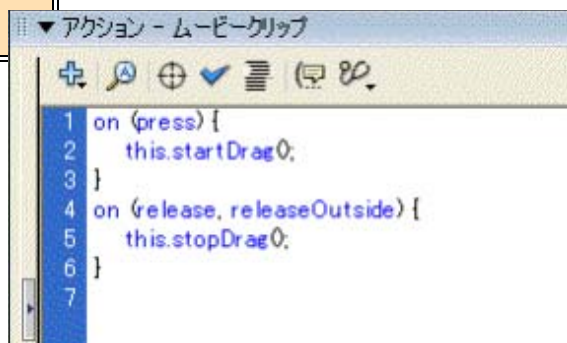 ▼ アクション - ムービークリップ
1 on (press) {
2 this.startDrag();
3 }
4 on (release, releaseOutside) {
5 this.stopDrag();
6 }
7